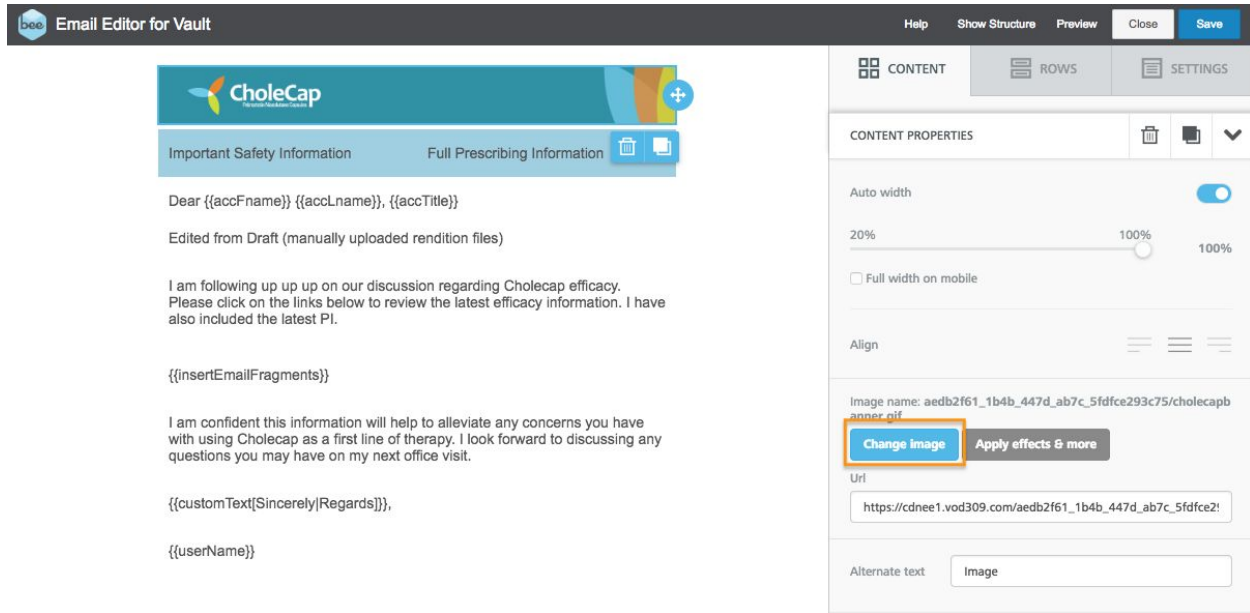 bee Email Editor for Vault Help Show Structure Preview Close Save
CONTENT ROWS SETTINGS
CholeCap
Important Safety Information Full Prescribing Information
Dear {{accFname}} {{accLname}}, {{accTitle}}
Edited from Draft (manually uploaded rendition files)
I am following up up up on our discussion regarding Cholecap efficacy.
Please click on the links below to review the latest efficacy information. I have
also included the latest PI.
{{insertEmailFragments}}
I am confident this information will help to alleviate any concerns you have
with using Cholecap as a first line of therapy. I look forward to discussing any
questions you may have on my next office visit.
{{customText[Sincerely|Regards]}},
{{userName}}
CONTENT PROPERTIES
Auto width
20% 100%
100%
Full width on mobile
Align
Image name: aedb2f61_1b4b_447d_ab7c_5fdfce293c75/cholecapb
anner.gif
Change image Apply effects & more
Url
https://cdnee1.vod309.com/aedb2f61_1b4b_447d_ab7c_5fdfce2
Alternate text Image